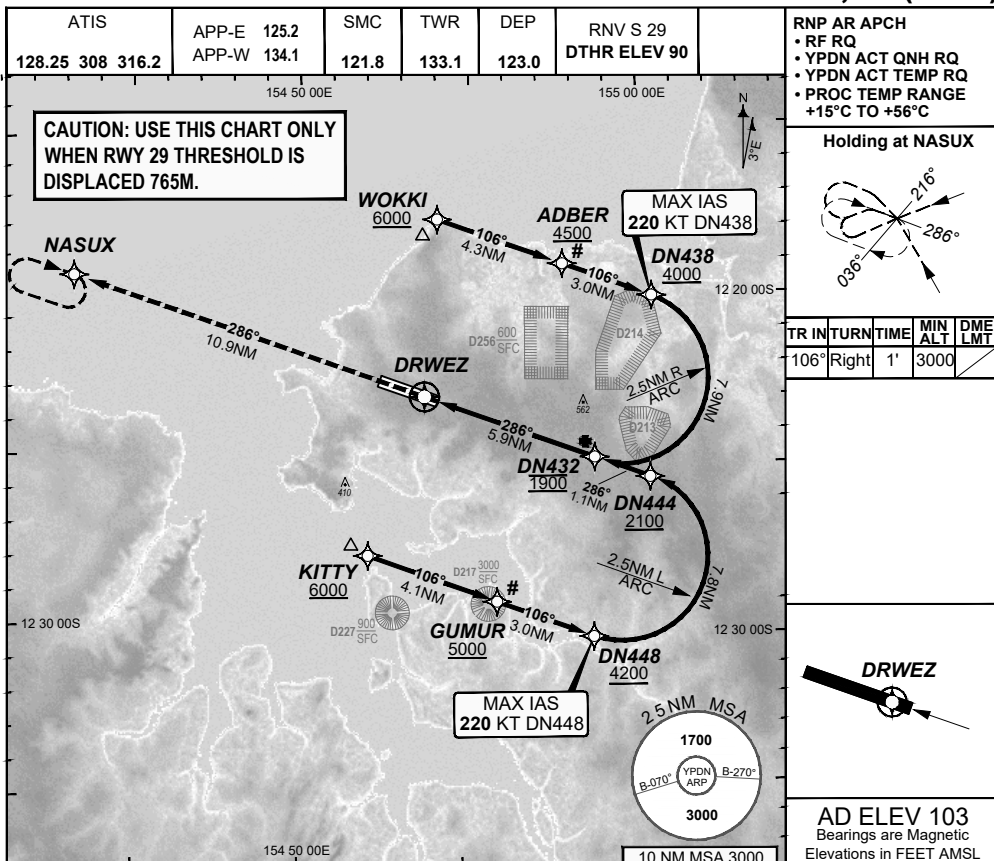 ATIS
128.25 308 316.2
APP-E 125.2
APP-W 134.1
SMC
121.8
TWR
133.1
DEP
123.0
RNV S 29
DTHR ELEV 90
RNP AR APCH
• RF RQ
• YPDN ACT QNH RQ
• YPDN ACT TEMP RQ
• PROC TEMP RANGE
+15°C TO +56°C
154 50 00E
155 00 00E
CAUTION: USE THIS CHART ONLY
WHEN RWY 29 THRESHOLD IS
DISPLACED 765M.
N
3°E
Holding at NASUX
216°
286°
036°
TR IN TURN TIME MIN ALT DME LMT
106° Right 1' 3000
WOKKI
6000
106°
4.3NM
ADBER
4500
#
106°
3.0NM
MAX IAS
220 KT DN438
DN438
4000
12 20 00S
NASUX
286°
10.9NM
D256 600
SFC
D214
DRWEZ
2.5NM R
ARC
7.9NM
562
D213
286°
5.9NM
DN432
1900
286°
1.1NM
DN444
2100
410
KITTY
6000
106°
4.1NM
D217 3000
SFC
#
106°
3.0NM
2.5NM L
ARC
7.8NM
D227 900
SFC
GUMUR
5000
12 30 00S
12 30 00S
DN448
4200
MAX IAS
220 KT DN448
25NM MSA
1700
B-070°
YPDN
ARP
B-270°
3000
10 NM MSA 3000
154 50 00E
DRWEZ
AD ELEV 103
Bearings are Magnetic
Elevations in FEET AMSL